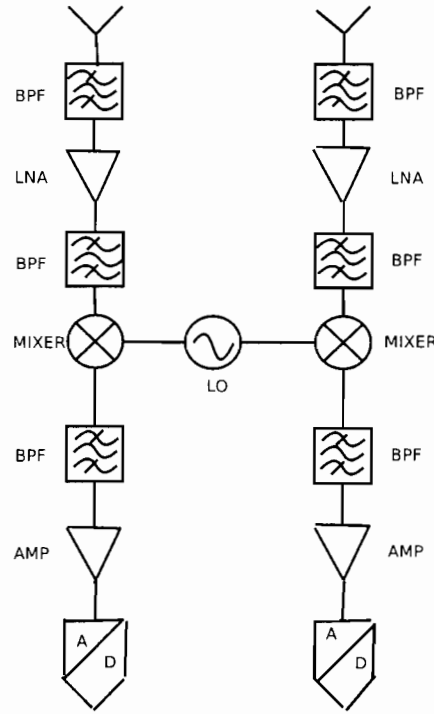 BPF BPF
LNA LNA
BPF BPF
MIXER MIXER
LO
BPF BPF
AMP AMP
A A
D D